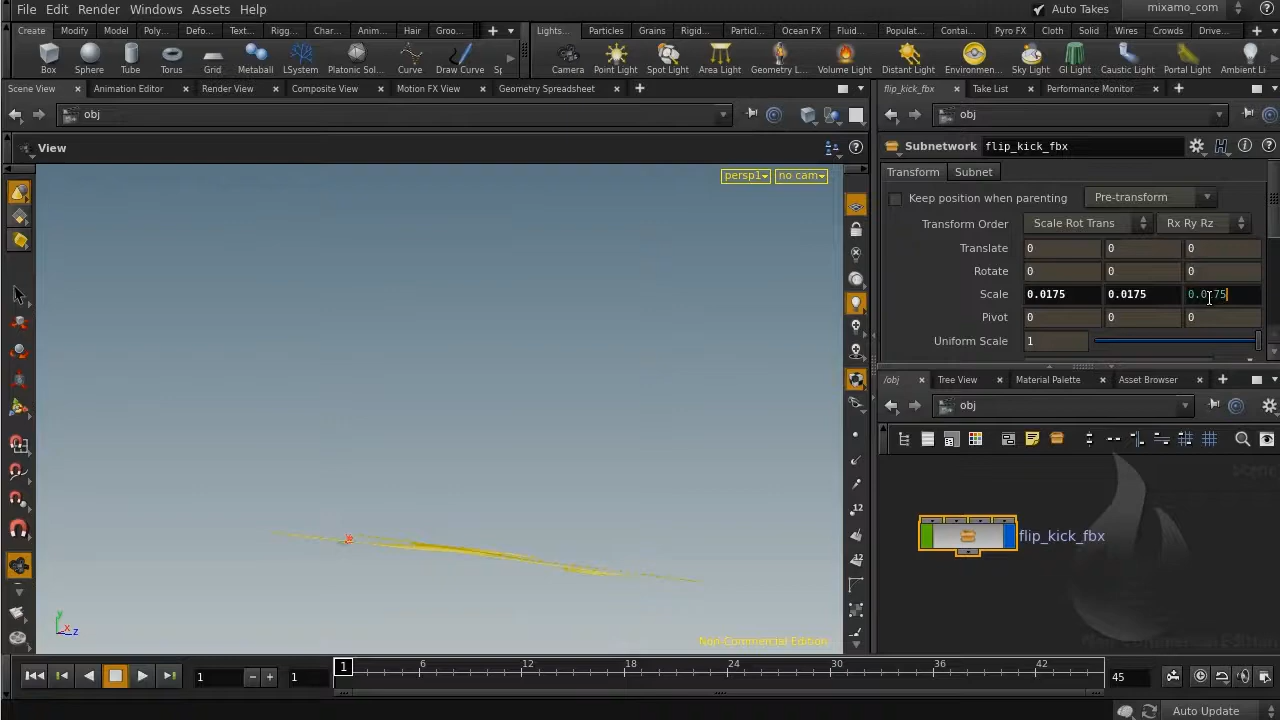 File Edit Render Windows Assets Help Auto Takes mixamo_com
Create Modify Model Poly... Defo... Text... Rigg... Char... Anim... Hair Groo... Lights... Particles Grains Rigid... Particl... Ocean FX Fluid... Populat... Contai... Pyro FX Cloth Solid Wires Crowds Drive...
Box Sphere Tube Torus Grid Metaball LSystem Platonic Sol... Curve Draw Curve Sp Camera Point Light Spot Light Area Light Geometry L... Volume Light Distant Light Environmen... Sky Light GI Light Caustic Light Portal Light Ambient Li
Scene View Animation Editor Render View Composite View Motion FX View Geometry Spreadsheet flip_kick_fbx Take List Performance Monitor
obj obj
View Subnetwork flip_kick_fbx
persp1 no cam Transform Subnet
Keep position when parenting Pre-transform
Transform Order Scale Rot Trans Rx Ry Rz
Translate 0 0 0
Rotate 0 0 0
Scale 0.0175 0.0175 0.0175
Pivot 0 0 0
Uniform Scale 1
/obj Tree View Material Palette Asset Browser
obj
12
12
flip_kick_fbx
y
x z
Non-Commercial Edition
1 1 1 6 12 18 24 30 36 42 45
Auto Update